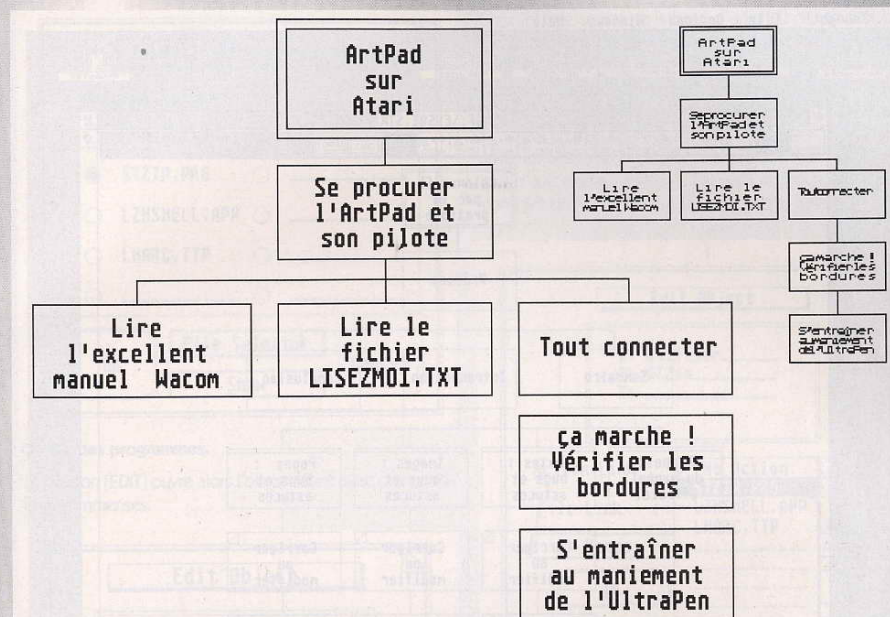 ArtPad
sur
Atari
Se procurer
l'ArtPad et
son pilote
Lire
l'excellent
manuel Wacom
Lire le
fichier
LISEZMOI.TXT
Tout connecter
ça marche !
Vérifier les
bordures
S'entraîner
au maniement
de l'UltraPen
ArtPad
sur
Atari
Se procurer
l'ArtPad et
son pilote
Lire
l'excellent
manuel Wacom
Lire le
fichier
LISEZMOI.TXT
Tout connecter
ça marche !
Vérifier les
bordures
S'entraîner
au maniement
de l'UltraPen